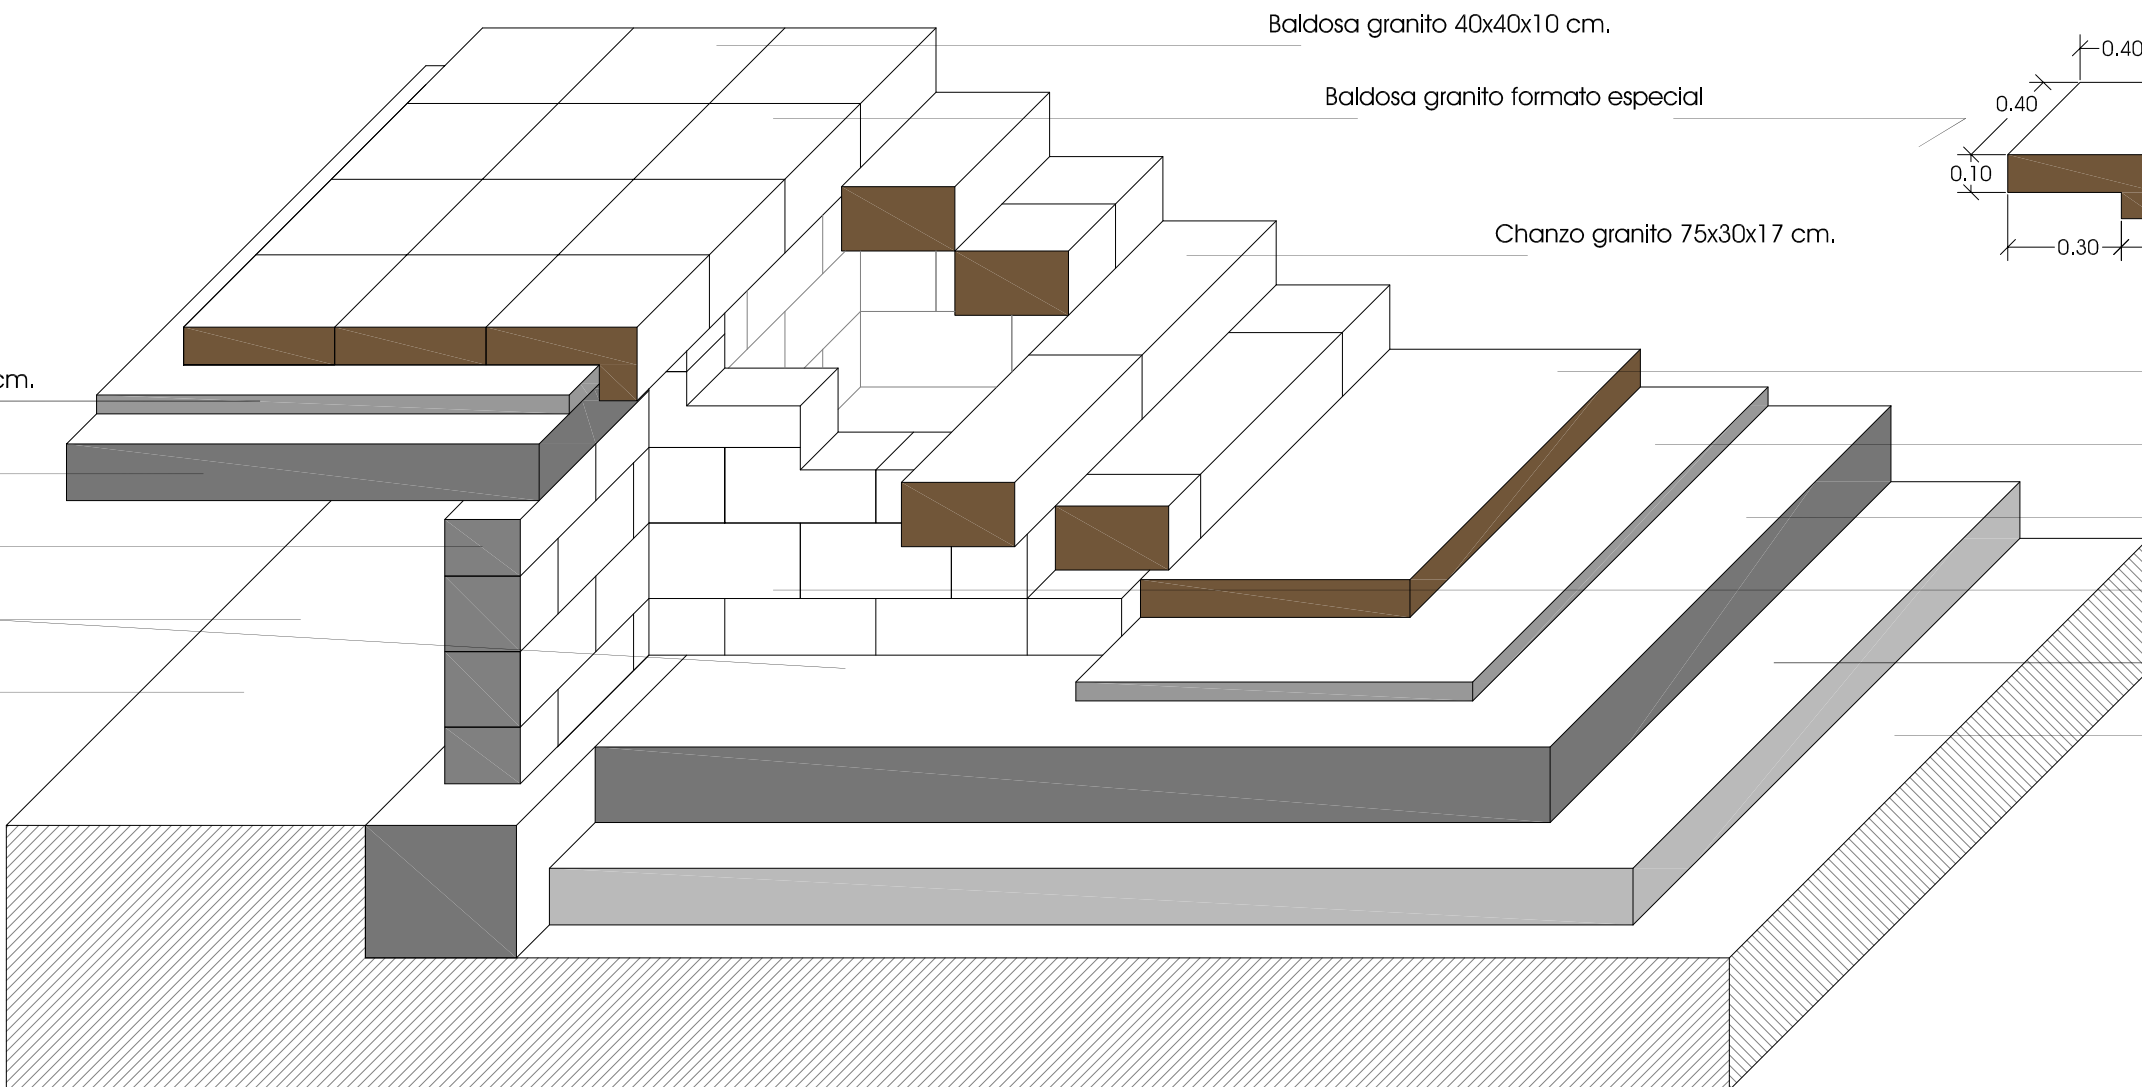 Baldosa granito 40x40x10 cm.
0.40
Baldosa granito formato especial
0.40
0.10
Chanzo granito 75x30x17 cm.
0.30
cm.